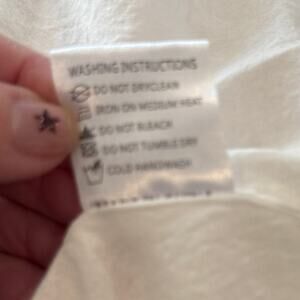 WASHING INSTRUCTIONS
DO NOT DRYCLEAN
IRON ON MEDIUM HEAT
DO NOT BLEACH
DO NOT TUMBLE DRY
COLD HANDWASH